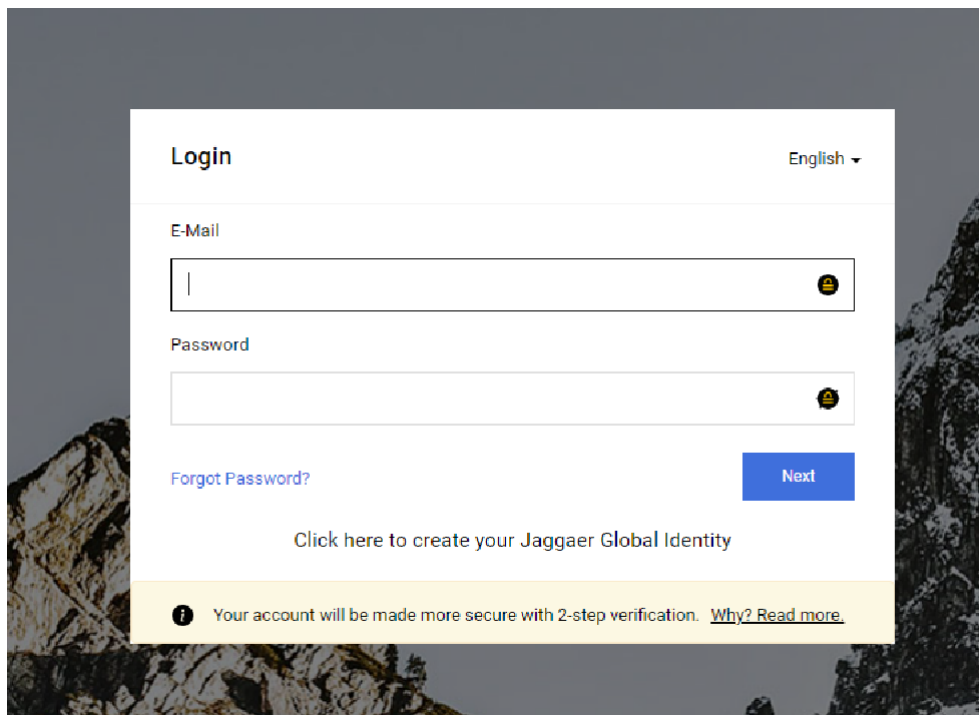 Login
English
E-Mail
Password
Forgot Password?
Next
Click here to create your Jaggaer Global Identity
Your account will be made more secure with 2-step verification. Why? Read more.